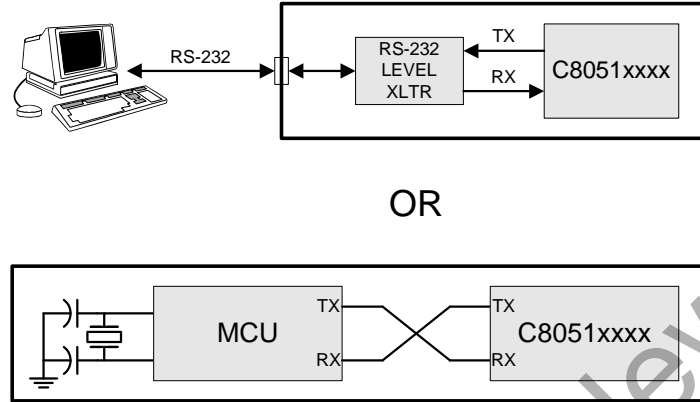 RS-232
RS-232
LEVEL
XLTR
TX
RX
C8051xxxx
OR
MCU
TX
RX
TX
RX
C8051xxxx